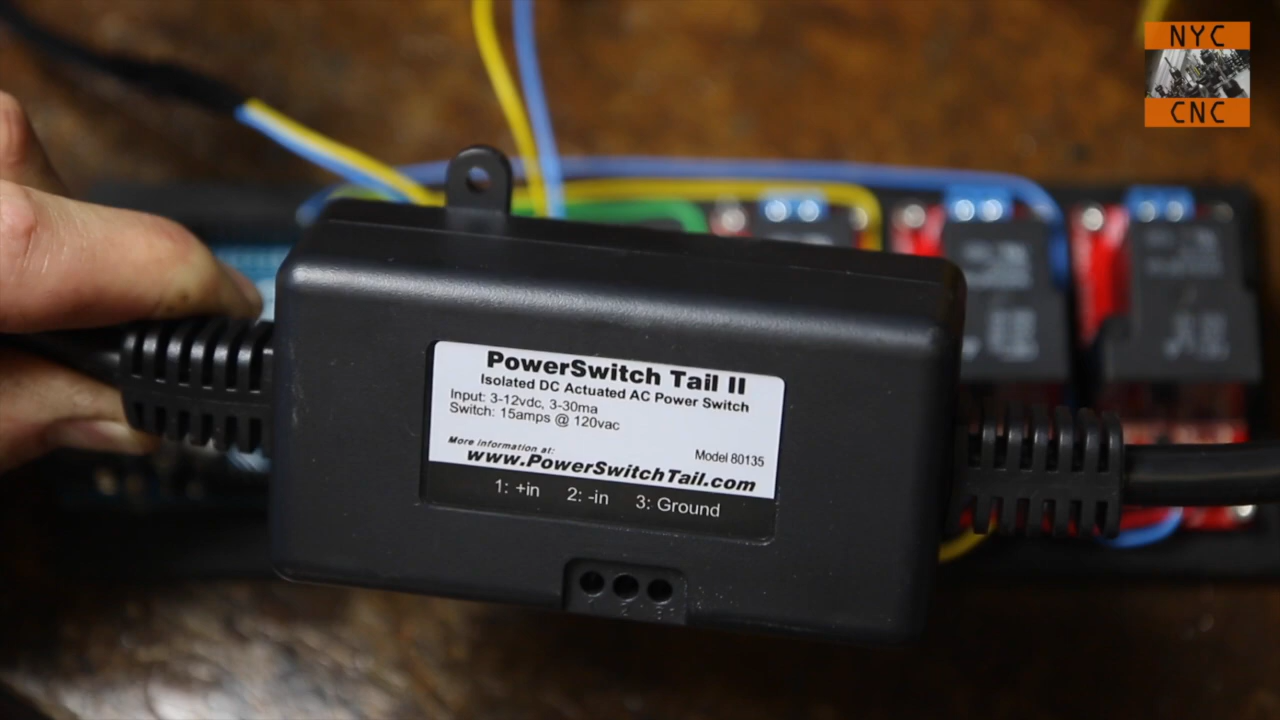 NYC
CNC
PowerSwitch Tail II
Isolated DC Actuated AC Power Switch
Input: 3-12vdc, 3-30ma
Switch: 15amps @ 120vac
More information at:
Model 80135
www.PowerSwitchTail.com
1: +in 2: -in 3: Ground